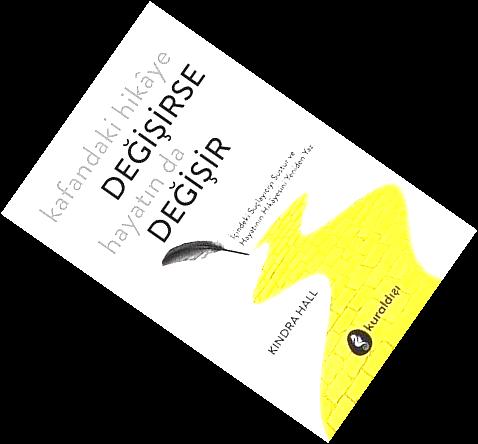 kafandaki hikâye
DEĞİŞİRSE
hayatın da
DEĞİŞİR
İçindeki Suçlayıcıyı Sustur ve
Hayatının Hikâyesini Yeniden Yaz
KINDRA HALL
kuraldışı